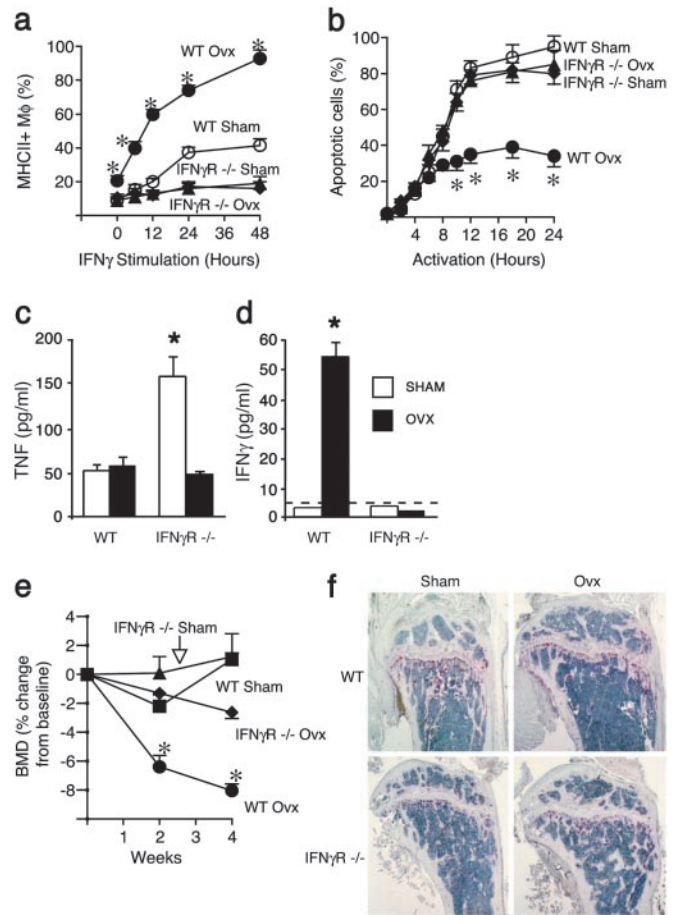 a
MHCII+ Mϕ (%)
100
80
60
40
20
0 12 24 36 48
IFNγ Stimulation (Hours)
WT Ovx
WT Sham
IFNγR -/- Sham
IFNγR -/- Ovx
*
*
*
*
*
b
Apoptotic cells (%)
100
80
60
40
20
0
0 4 8 12 16 20 24
Activation (Hours)
WT Sham
IFNγR -/- Ovx
IFNγR -/- Sham
WT Ovx
* * * *
c
TNF (pg/ml)
200
150
100
50
0
*
WT IFNγR -/-
d
IFNγ (pg/ml)
60
50
40
30
20
10
5
0
*
SHAM
OVX
WT IFNγR -/-
e
BMD (% change
from baseline)
4
2
0
-2
-4
-6
-8
1 2 3 4
Weeks
IFNγR -/- Sham
WT Sham
IFNγR -/- Ovx
WT Ovx
* *
f
Sham Ovx
WT
IFNγR -/-